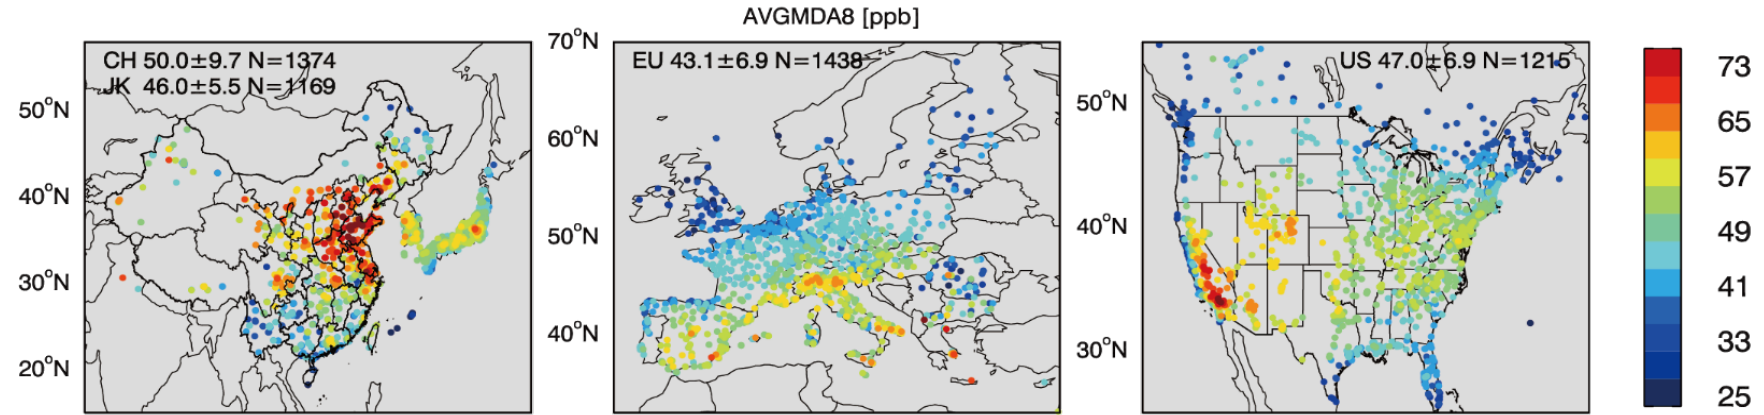 AVGMDA8 [ppb]
CH 50.0±9.7 N=1374
JK 46.0±5.5 N=1169
50°N
40°N
30°N
20°N
70°N
60°N
50°N
40°N
EU 43.1±6.9 N=1438
50°N
40°N
30°N
US 47.0±6.9 N=1215
73
65
57
49
41
33
25